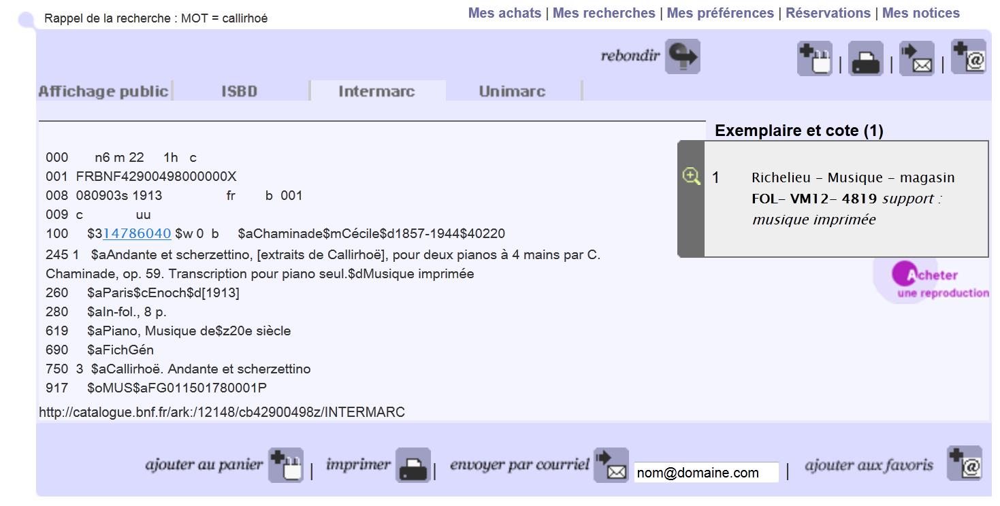 Rappel de la recherche : MOT = callirhoé
Mes achats | Mes recherches | Mes préférences | Réservations | Mes notices
rebondir
Affichage public
ISBD
Intermarc
Unimarc
000 n6 m 22 1h c
001 FRBNF42900498000000X
008 080903s 1913 fr b 001
009 c uu
100 $314786040 $w 0 b $aChaminade$mCécile$d1857-1944$40220
245 1 $aAndante et scherzettino, [extraits de Callirhoë], pour deux pianos à 4 mains par C.
Chaminade, op. 59. Transcription pour piano seul.$dMusique imprimée
260 $aParis$cEnoch$d[1913]
280 $aIn-fol., 8 p.
619 $aPiano, Musique de$z20e siècle
690 $aFichGén
750 3 $aCallirhoë. Andante et scherzettino
917 $oMUS$aFG011501780001P
http://catalogue.bnf.fr/ark:/12148/cb42900498z/INTERMARC
Exemplaire et cote (1)
1 Richelieu - Musique - magasin
FOL- VM12- 4819 support :
musique imprimée
Acheter
une reproduction
ajouter au panier | imprimer | envoyer par courriel nom@domaine.com | ajouter aux favoris